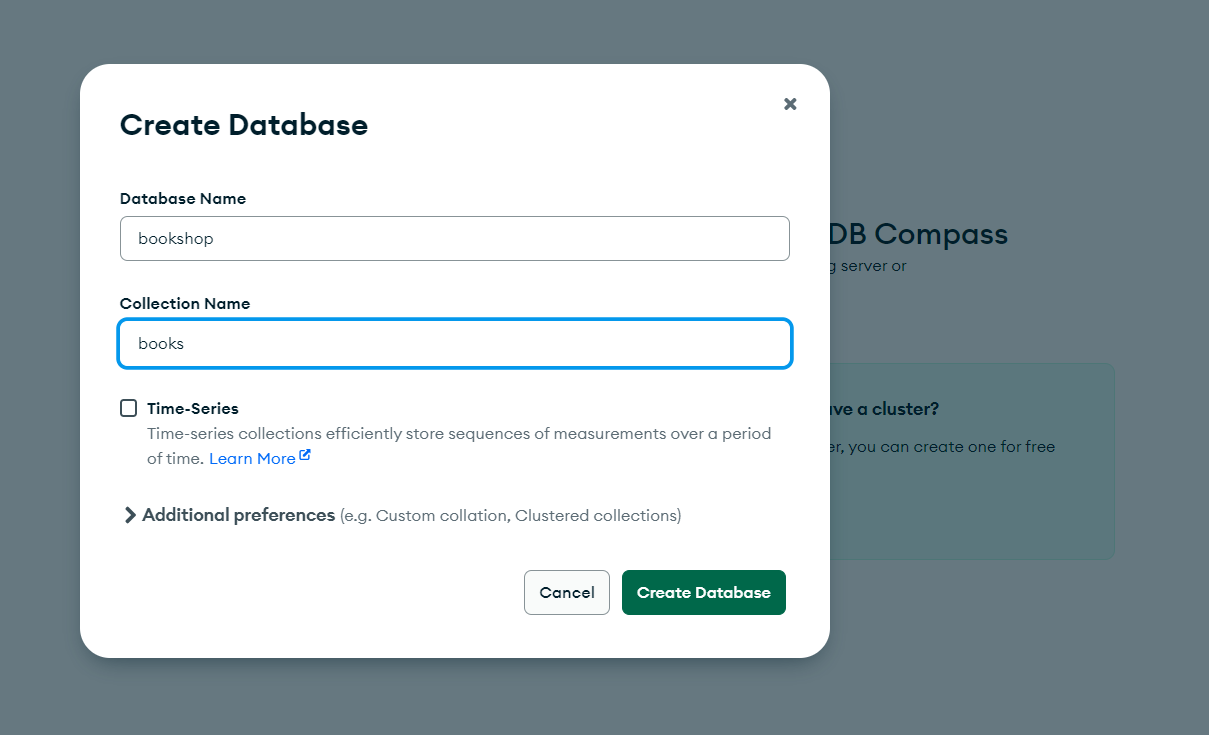 Create Database
Database Name
bookshop
DB Compass
server or
Collection Name
books
Time-Series
Time-series collections efficiently store sequences of measurements over a period
of time. Learn More
a cluster?
you can create one for free
Additional preferences (e.g. Custom collation, Clustered collections)
Cancel
Create Database